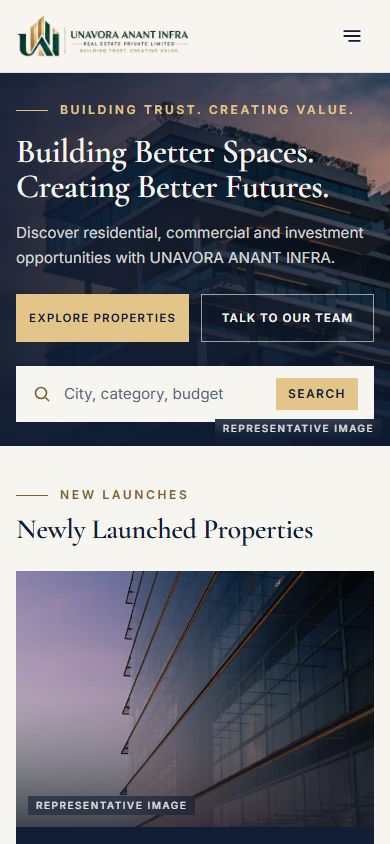 UNAVORA ANANT INFRA
REAL ESTATE PRIVATE LIMITED
BUILDING TRUST. CREATING VALUE.
BUILDING TRUST. CREATING VALUE.
Building Better Spaces.
Creating Better Futures.
Discover residential, commercial and investment
opportunities with UNAVORA ANANT INFRA.
EXPLORE PROPERTIES
TALK TO OUR TEAM
City, category, budget
SEARCH
REPRESENTATIVE IMAGE
NEW LAUNCHES
Newly Launched Properties
REPRESENTATIVE IMAGE